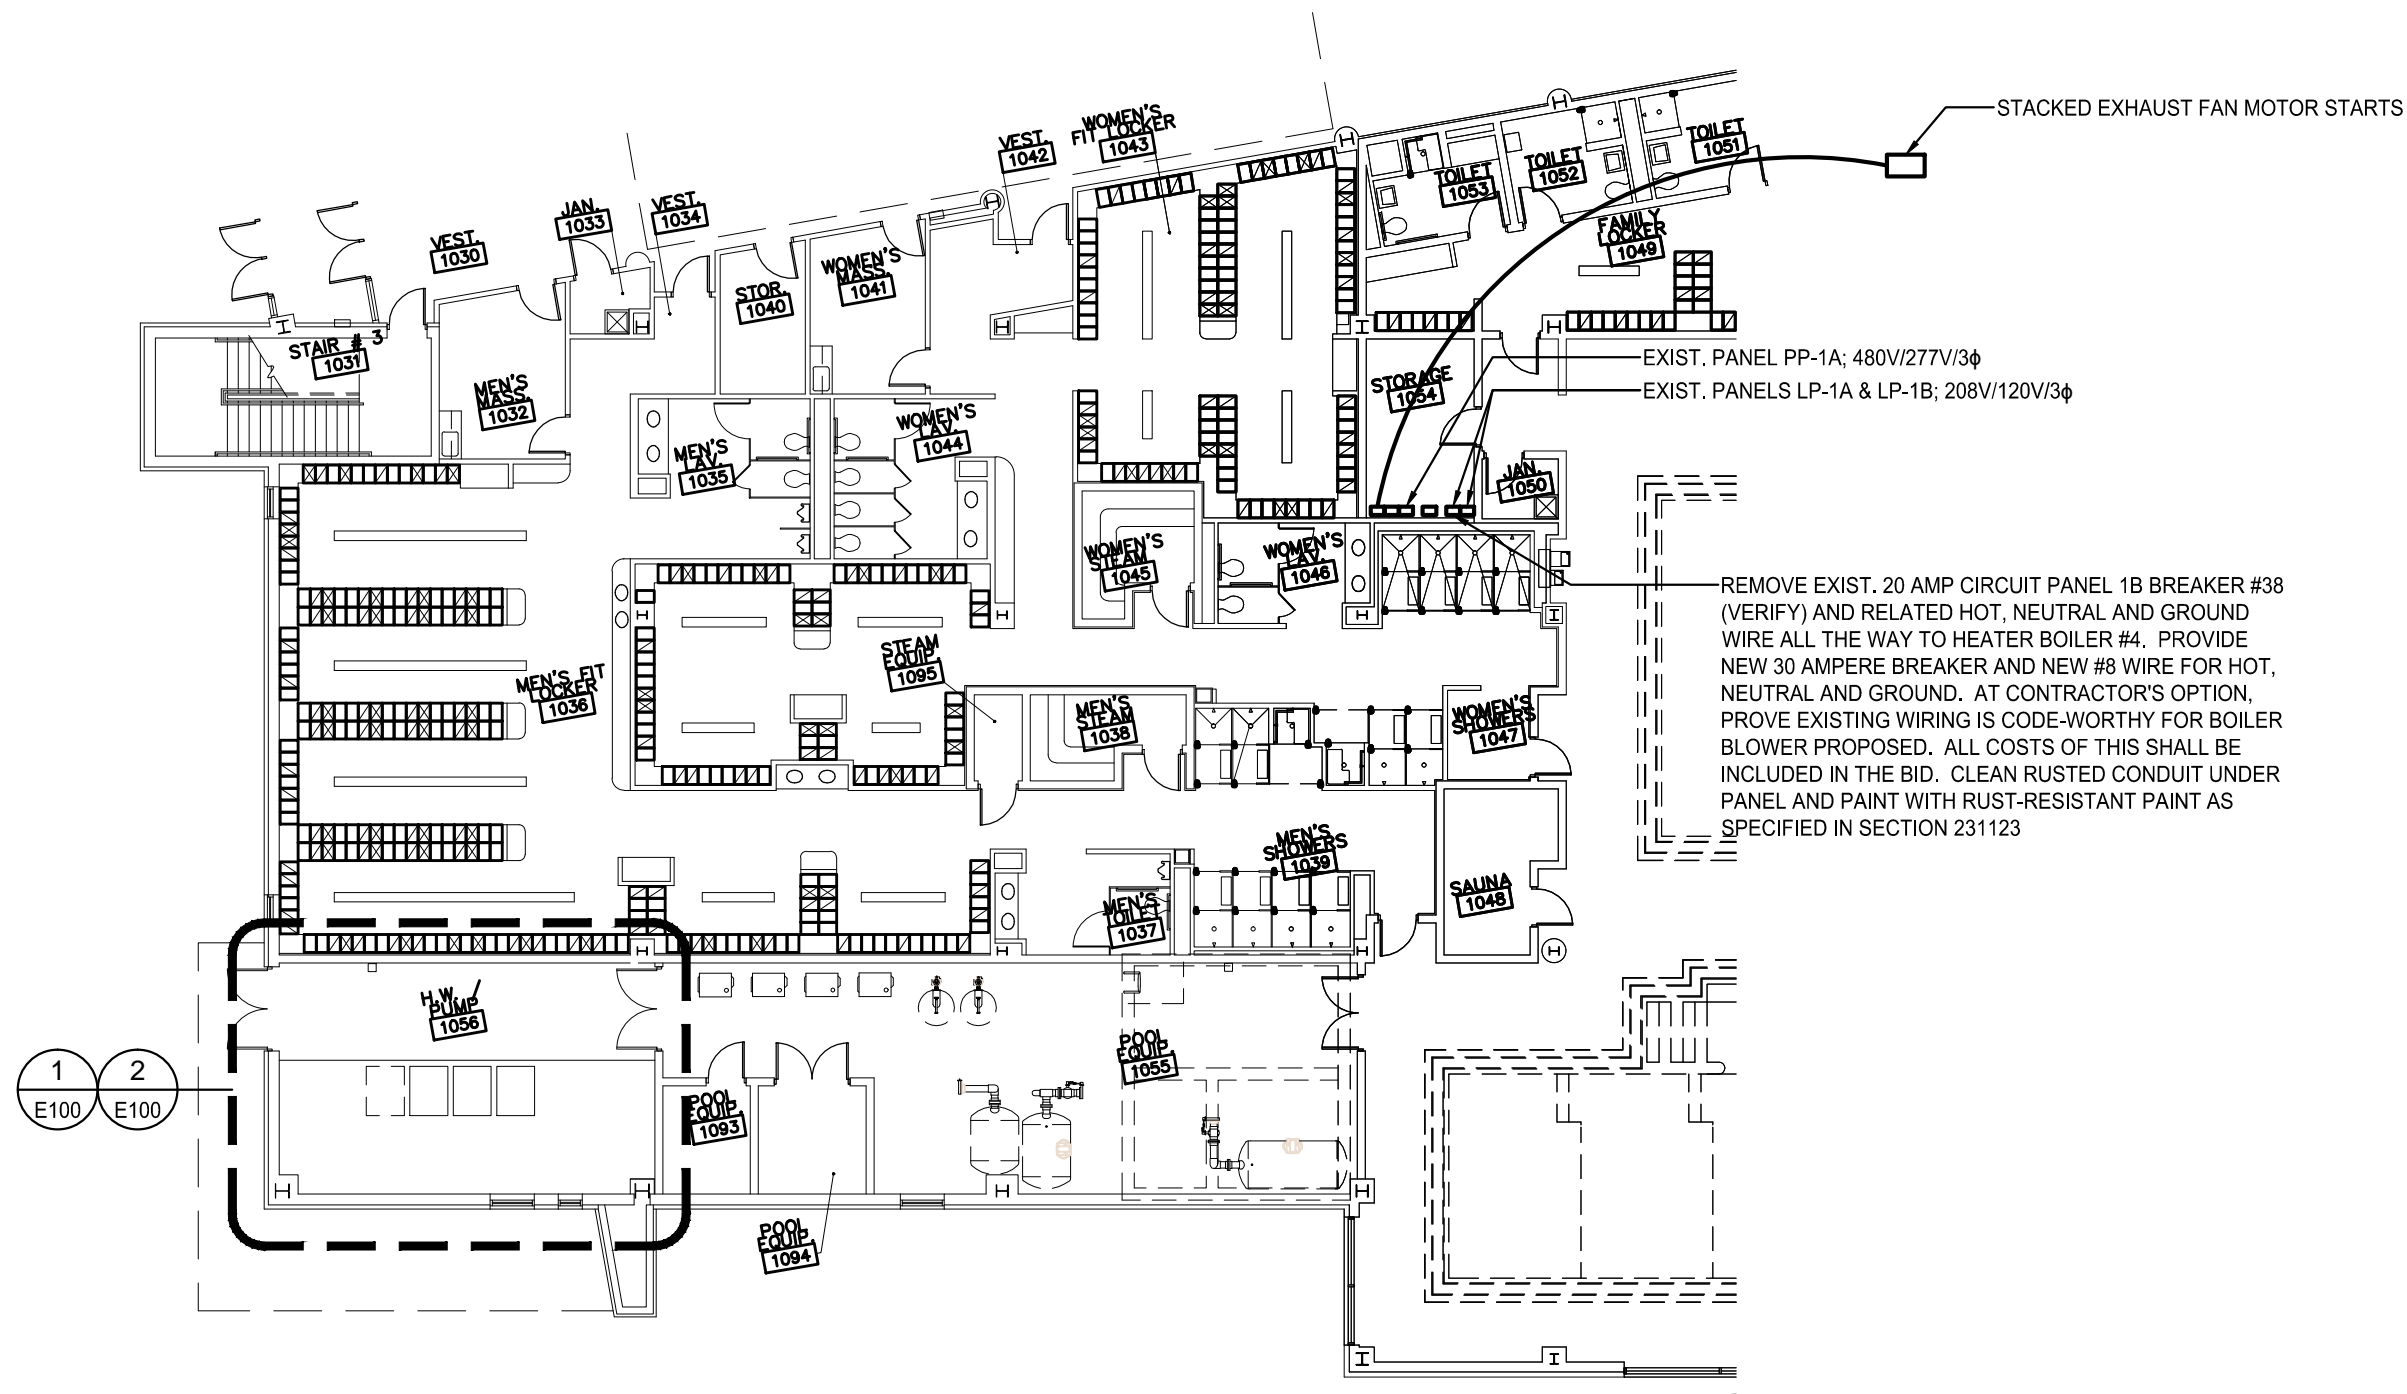 STACKED EXHAUST FAN MOTOR STARTS
WOMEN'S
FIT LOCKER
1043
VEST.
1042
TOILET
1051
TOILET
1052
TOILET
1053
JAN.
1033
VEST.
1034
VEST.
1030
FAMILY
LOCKER
1049
WOMEN'S
MASS.
1041
STOR.
1040
STAIR # 3
1031
MEN'S
MASS.
1032
EXIST. PANEL PP-1A; 480V/277V/3ϕ
EXIST. PANELS LP-1A & LP-1B; 208V/120V/3ϕ
STORAGE
1054
WOMEN'S
LAV.
1044
MEN'S
LAV.
1035
JAN.
1050
WOMEN'S
STEAM
1045
WOMEN'S
LAV.
1046
REMOVE EXIST. 20 AMP CIRCUIT PANEL 1B BREAKER #38
(VERIFY) AND RELATED HOT, NEUTRAL AND GROUND
WIRE ALL THE WAY TO HEATER BOILER #4. PROVIDE
NEW 30 AMPERE BREAKER AND NEW #8 WIRE FOR HOT,
NEUTRAL AND GROUND. AT CONTRACTOR'S OPTION,
PROVE EXISTING WIRING IS CODE-WORTHY FOR BOILER
BLOWER PROPOSED. ALL COSTS OF THIS SHALL BE
INCLUDED IN THE BID. CLEAN RUSTED CONDUIT UNDER
PANEL AND PAINT WITH RUST-RESISTANT PAINT AS
SPECIFIED IN SECTION 231123
STEAM
EQUIP.
1095
MEN'S FIT
LOCKER
1036
MEN'S
STEAM
1038
WOMEN'S
SHOWERS
1047
MEN'S
SHOWERS
1039
SAUNA
1048
MEN'S
TOILET
1037
H.W.
PUMP
1056
POOL
EQUIP.
1055
1
E100
2
E100
POOL
EQUIP.
1093
POOL
EQUIP.
1094